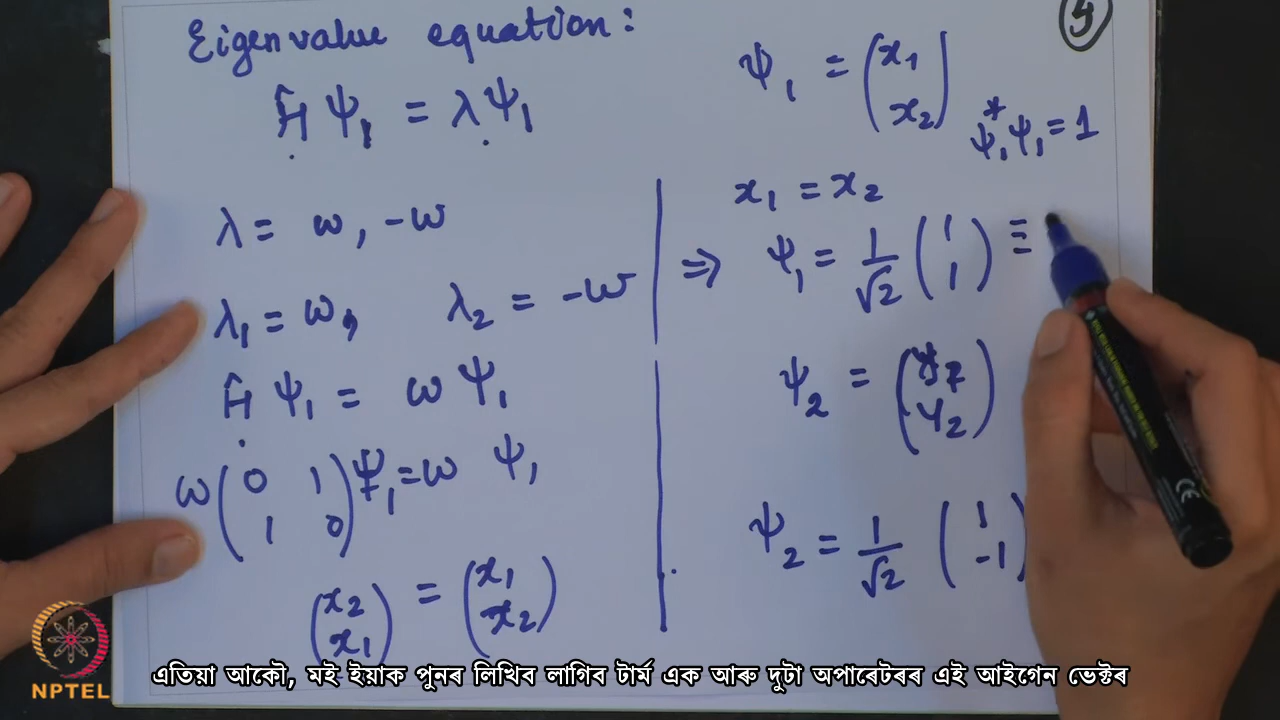 Eigenvalue equation:
Ĥ ψ₁ = λ ψ₁
λ = ω, -ω
λ₁ = ω, λ₂ = -ω
Ĥ ψ₁ = ω ψ₁
ω (0 1 / 1 0) ψ₁ = ω ψ₁
(x₂ / x₁) = (x₁ / x₂)
ψ₁ = (x₁ / x₂)
ψ₁* ψ₁ = 1
x₁ = x₂
⇒ ψ₁ = 1/√2 (1 / 1) ≡
ψ₂ = (y₁ / y₂)
ψ₂ = 1/√2 (1 / -1)
NPTEL
এতিয়া আকৌ, মই ইয়াক পুনৰ লিখিব লাগিব টাৰ্ম এক আৰু দুটা অপাৰেটৰৰ এই আইগেন ভেক্টৰ